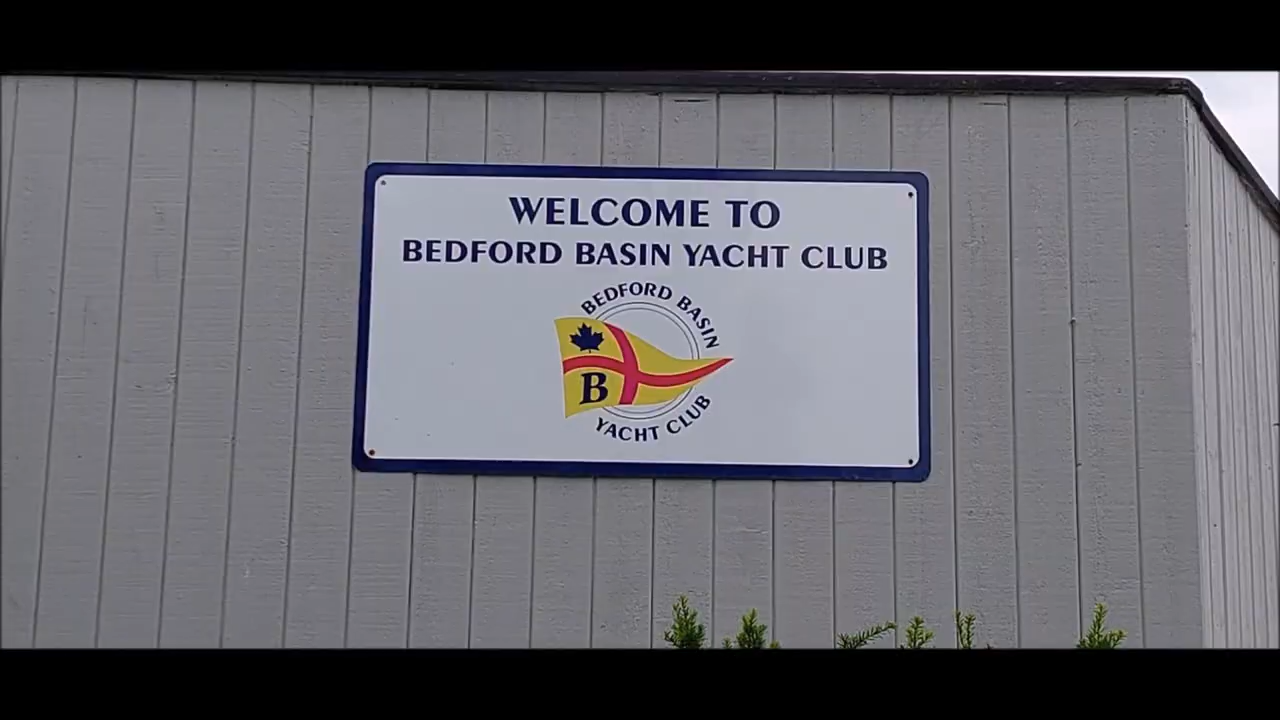 WELCOME TO
BEDFORD BASIN YACHT CLUB
BEDFORD BASIN
B
YACHT CLUB